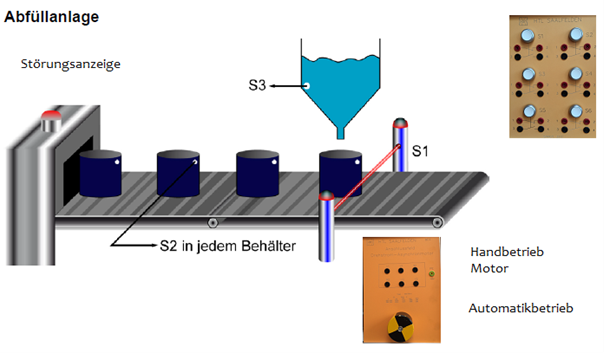 Abfüllanlage
Störungsanzeige
S3
S1
S2 in jedem Behälter
Handbetrieb
Motor
Automatikbetrieb